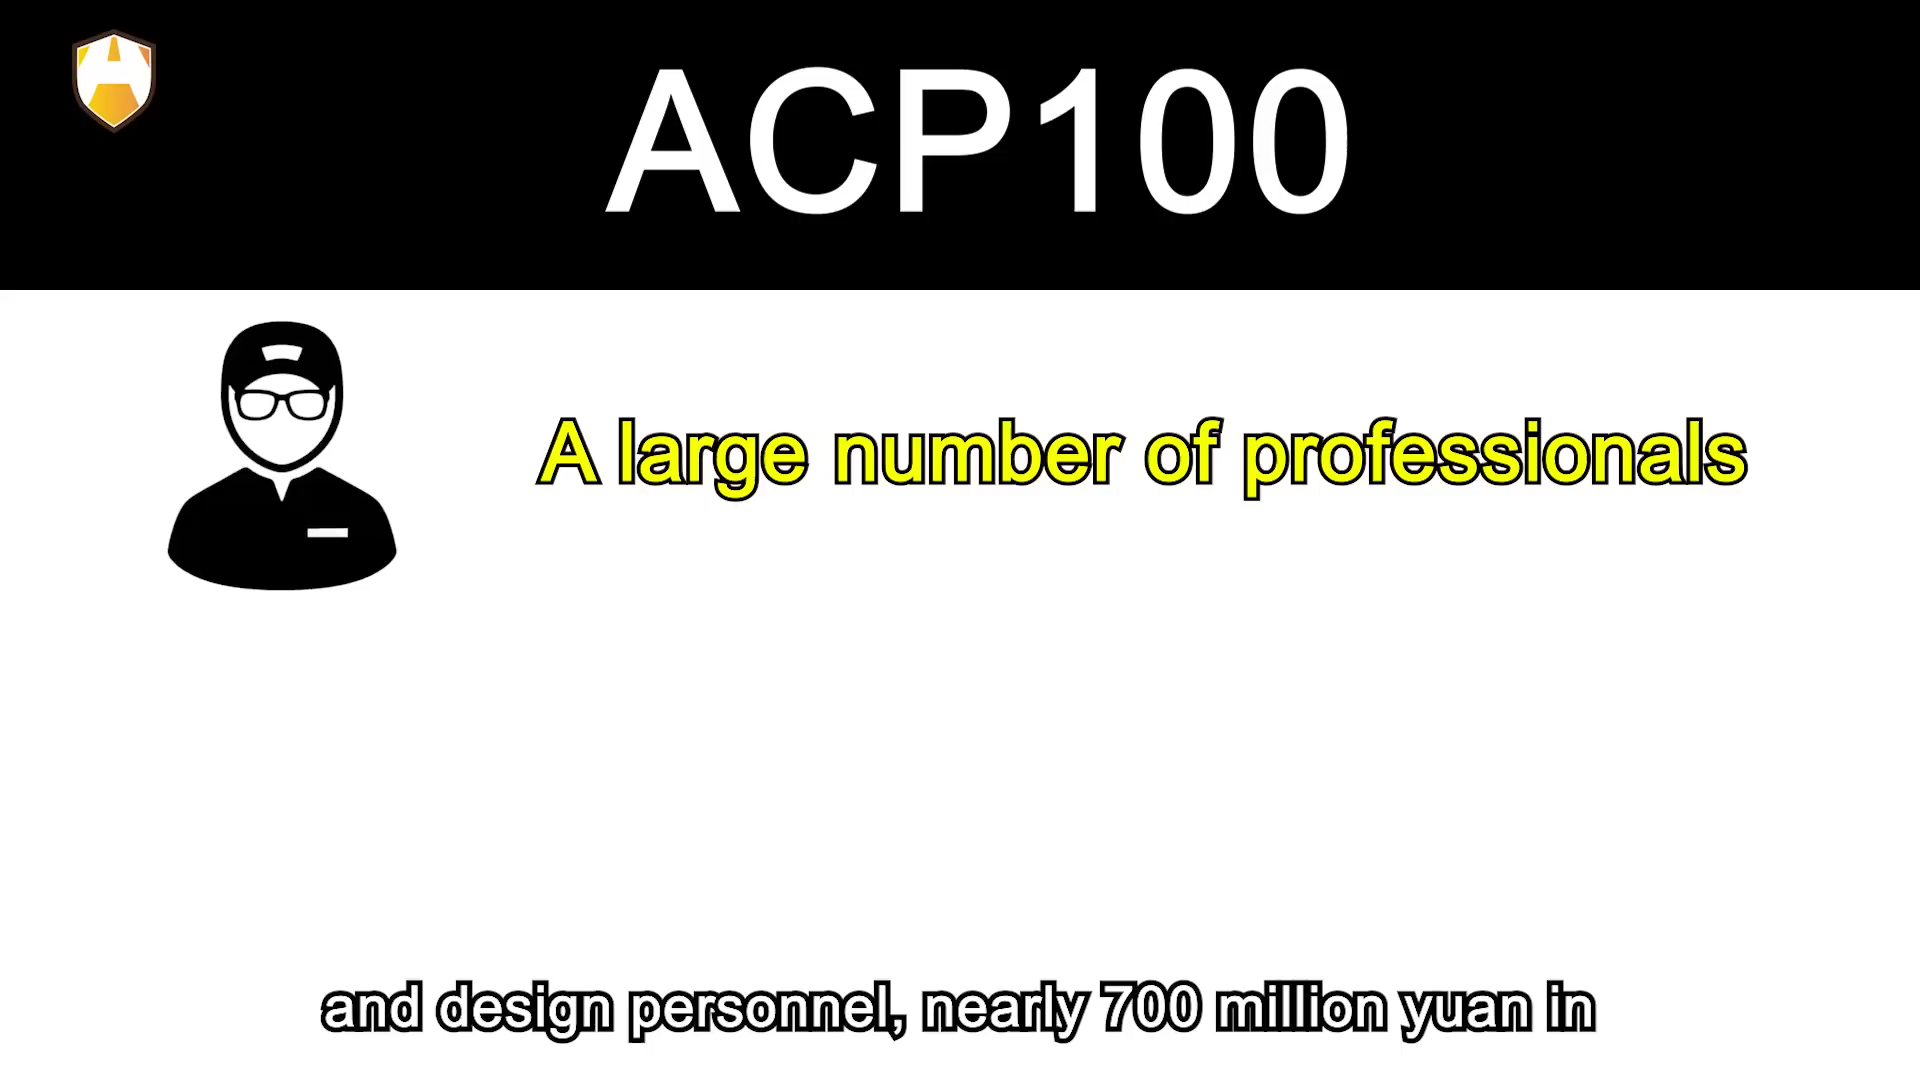 ACP100
A large number of professionals
and design personnel, nearly 700 million yuan in